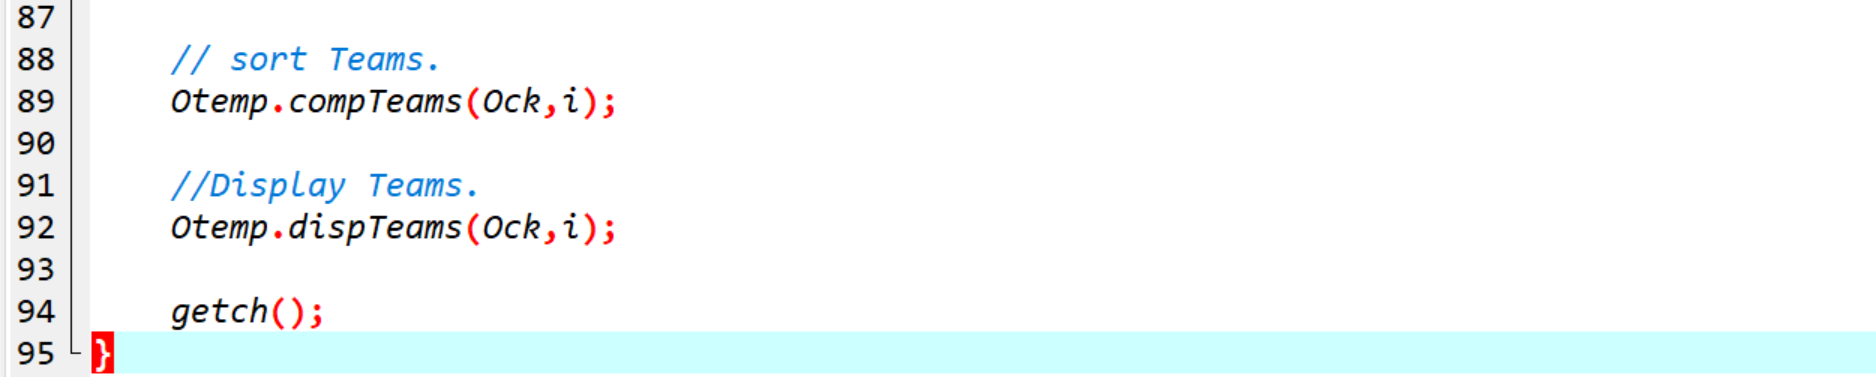 87
88 // sort Teams.
89 Otemp.compTeams(Ock,i);
90
91 //Display Teams.
92 Otemp.dispTeams(Ock,i);
93
94 getch();
95 }